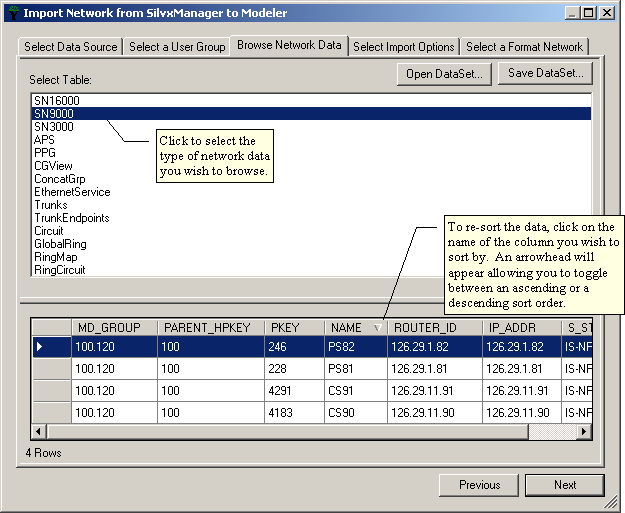 Import Network from SilvxManager to Modeler
Select Data Source Select a User Group Browse Network Data Select Import Options Select a Format Network
Select Table: Open DataSet... Save DataSet...
SN16000
SN9000
SN3000
APS
PPG
CGView
ConcatGrp
EthernetService
Trunks
TrunkEndpoints
Circuit
GlobalRing
RingMap
RingCircuit
Click to select the
type of network data
you wish to browse.
To re-sort the data, click on the
name of the column you wish to
sort by. An arrowhead will
appear allowing you to toggle
between an ascending or a
descending sort order.
MD_GROUP PARENT_HPKEY PKEY NAME ROUTER_ID IP_ADDR S_ST
100.120 100 246 PS82 126.29.1.82 126.29.1.82 IS-NF
100.120 100 228 PS81 126.29.1.81 126.29.1.81 IS-NF
100.120 100 4291 CS91 126.29.11.91 126.29.11.91 IS-NF
100.120 100 4183 CS90 126.29.11.90 126.29.11.90 IS-NF
4 Rows
Previous Next